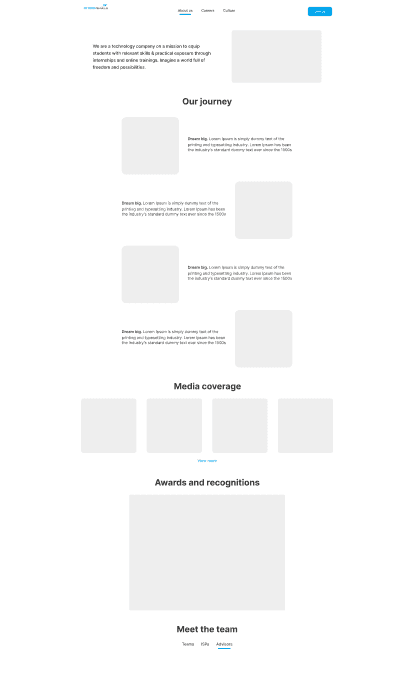 INTERNSHALA
About us Careers Culture
We are a technology company on a mission to equip
students with relevant skills & practical exposure through
internships and online trainings. Imagine a world full of
freedom and possibilities.
Our journey
Dream big. Lorem Ipsum is simply dummy text of the
printing and typesetting industry. Lorem Ipsum has been
the industry's standard dummy text ever since the 1500s
Dream big. Lorem Ipsum is simply dummy text of the
printing and typesetting industry. Lorem Ipsum has been
the industry's standard dummy text ever since the 1500s
Dream big. Lorem Ipsum is simply dummy text of the
printing and typesetting industry. Lorem Ipsum has been
the industry's standard dummy text ever since the 1500s
Dream big. Lorem Ipsum is simply dummy text of the
printing and typesetting industry. Lorem Ipsum has been
the industry's standard dummy text ever since the 1500s
Media coverage
View more
Awards and recognitions
Meet the team
Teams ISPs Advisors